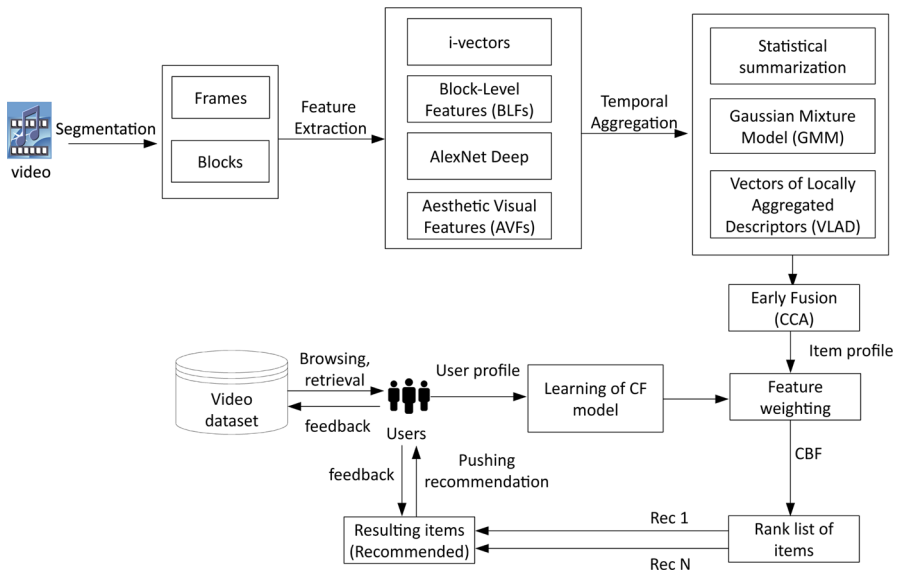 video
Segmentation
Frames
Blocks
Feature
Extraction
i-vectors
Block-Level
Features (BLFs)
AlexNet Deep
Aesthetic Visual
Features (AVFs)
Temporal
Aggregation
Statistical
summarization
Gaussian Mixture
Model (GMM)
Vectors of Locally
Aggregated
Descriptors (VLAD)
Early Fusion
(CCA)
Item profile
Video
dataset
Browsing,
retrieval
feedback
Users
User profile
Learning of CF
model
Feature
weighting
CBF
feedback
Pushing
recommendation
Resulting items
(Recommended)
Rec 1
Rec N
Rank list of
items